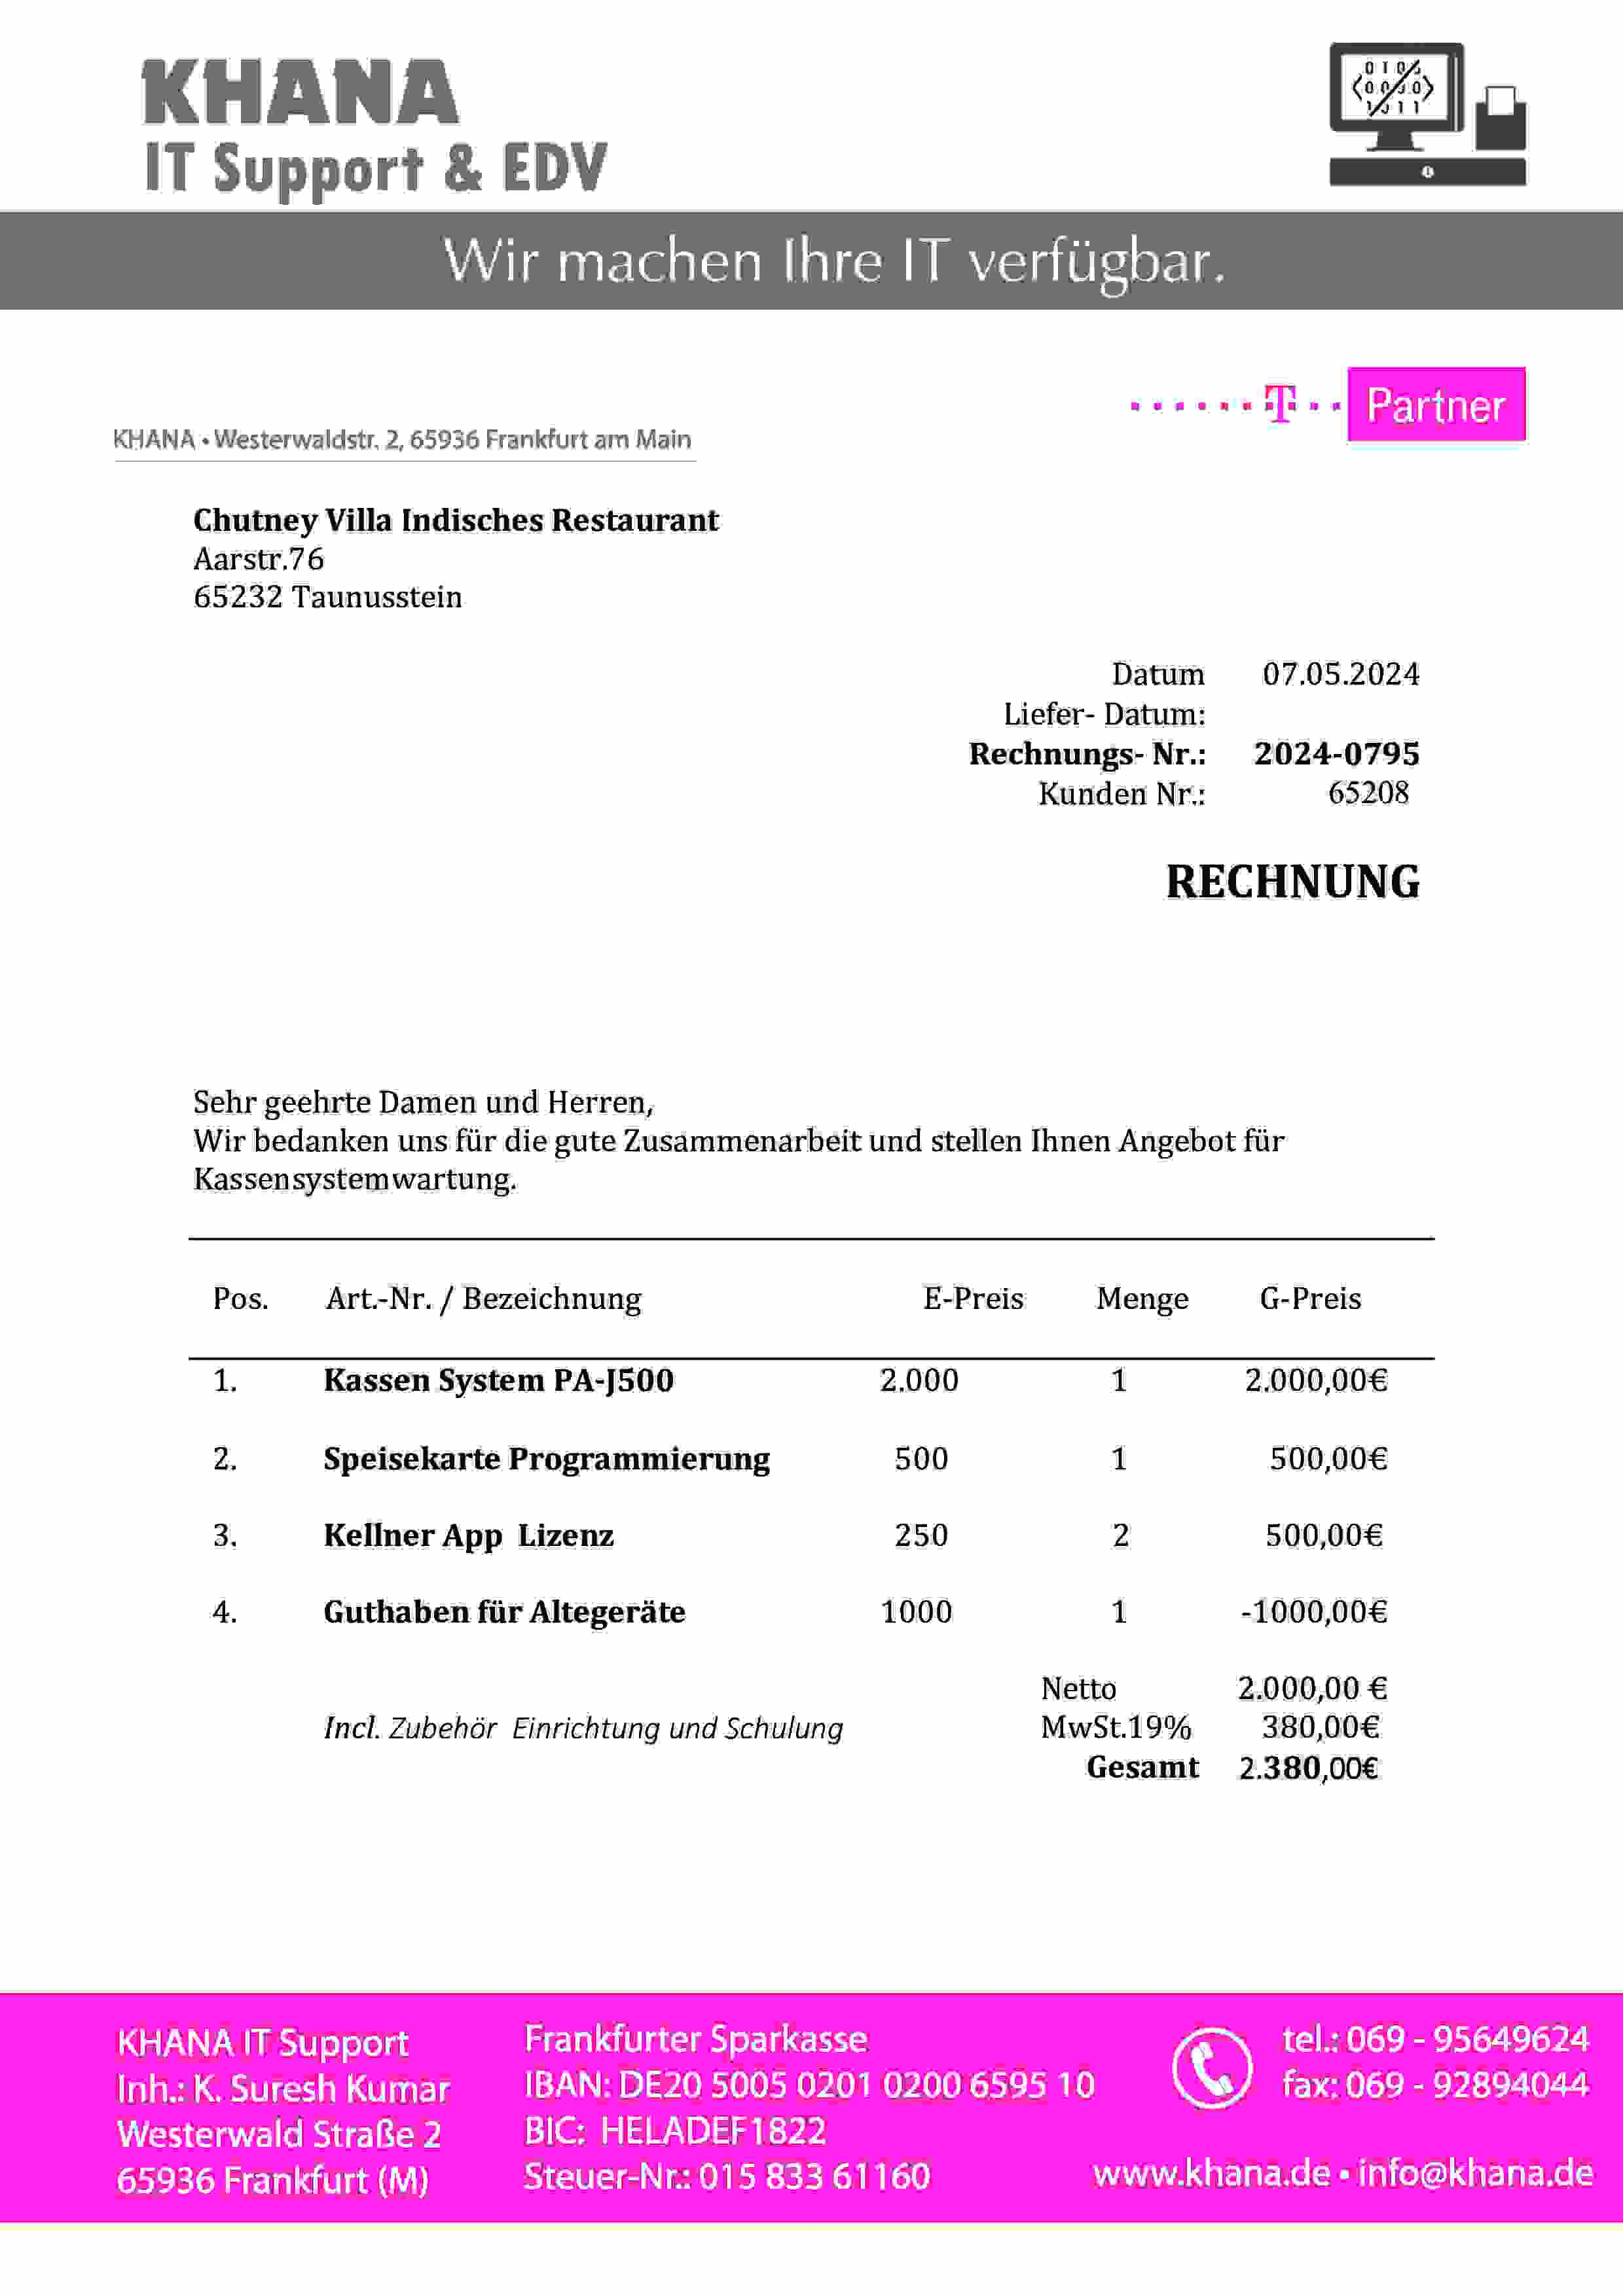 KHANA
IT Support & EDV
Wir machen Ihre IT verfügbar.
T Partner
KHANA • Westerwaldstr. 2, 65936 Frankfurt am Main
Chutney Villa Indisches Restaurant
Aarstr.76
65232 Taunusstein
Datum 07.05.2024
Liefer- Datum:
Rechnungs- Nr.: 2024-0795
Kunden Nr.: 65208
RECHNUNG
Sehr geehrte Damen und Herren,
Wir bedanken uns für die gute Zusammenarbeit und stellen Ihnen Angebot für
Kassensystemwartung.
Pos. Art.-Nr. / Bezeichnung E-Preis Menge G-Preis
1. Kassen System PA-J500 2.000 1 2.000,00€
2. Speisekarte Programmierung 500 1 500,00€
3. Kellner App Lizenz 250 2 500,00€
4. Guthaben für Altegeräte 1000 1 -1000,00€
Netto 2.000,00 €
Incl. Zubehör Einrichtung und Schulung MwSt.19% 380,00€
Gesamt 2.380,00€
KHANA IT Support
Inh.: K. Suresh Kumar
Westerwald Straße 2
65936 Frankfurt (M)
Frankfurter Sparkasse
IBAN: DE20 5005 0201 0200 6595 10
BIC: HELADEF1822
Steuer-Nr.: 015 833 61160
tel.: 069 - 95649624
fax: 069 - 92894044
www.khana.de • info@khana.de